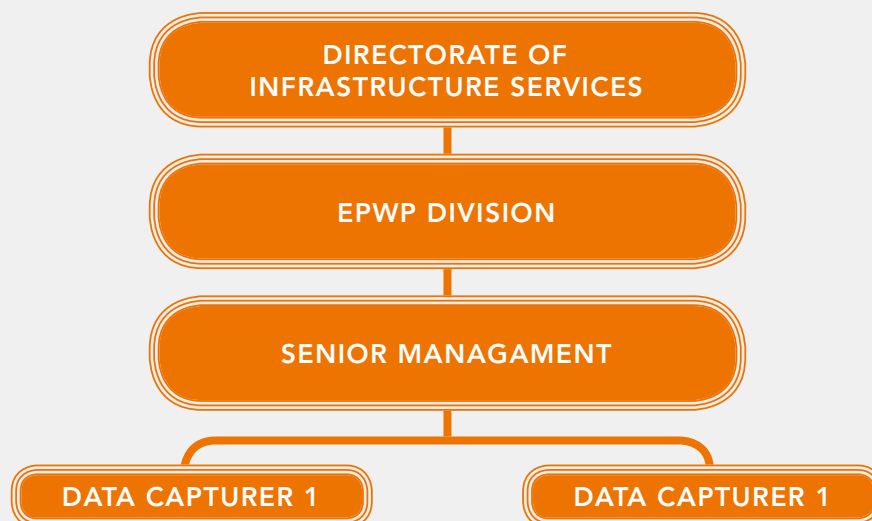 DIRECTORATE OF
INFRASTRUCTURE SERVICES
EPWP DIVISION
SENIOR MANAGAMENT
DATA CAPTURER 1
DATA CAPTURER 1